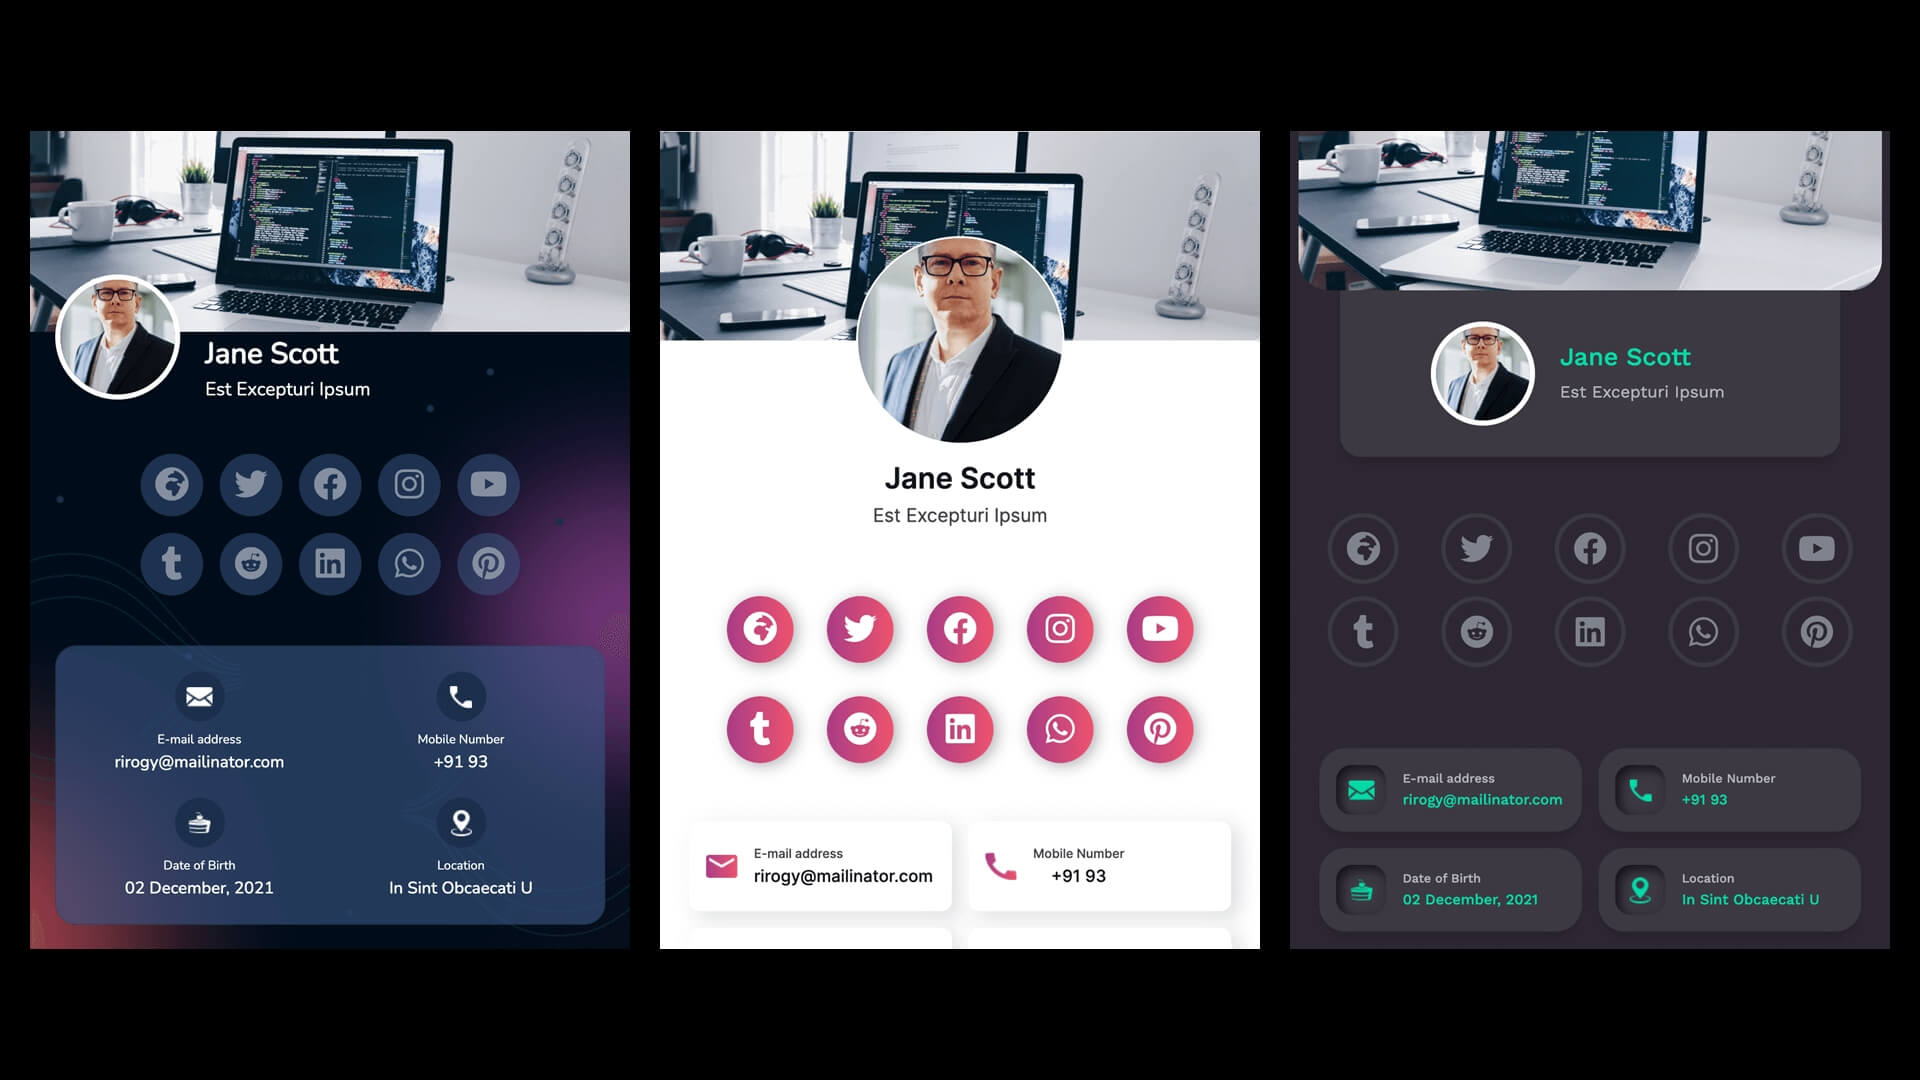 Jane Scott
Est Excepturi Ipsum
E-mail address
rirogy@mailinator.com
Mobile Number
+91 93
Date of Birth
02 December, 2021
Location
In Sint Obcaecati U
Jane Scott
Est Excepturi Ipsum
E-mail address
rirogy@mailinator.com
Mobile Number
+91 93
Jane Scott
Est Excepturi Ipsum
E-mail address
rirogy@mailinator.com
Mobile Number
+91 93
Date of Birth
02 December, 2021
Location
In Sint Obcaecati U